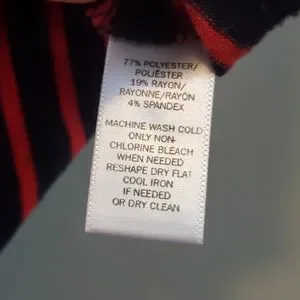 77% POLYESTER/
POLIÉSTER
19% RAYON/
RAYONNE/RAYÓN
4% SPANDEX
MACHINE WASH COLD
ONLY NON-
CHLORINE BLEACH
WHEN NEEDED
RESHAPE DRY FLAT
COOL IRON
IF NEEDED
OR DRY CLEAN